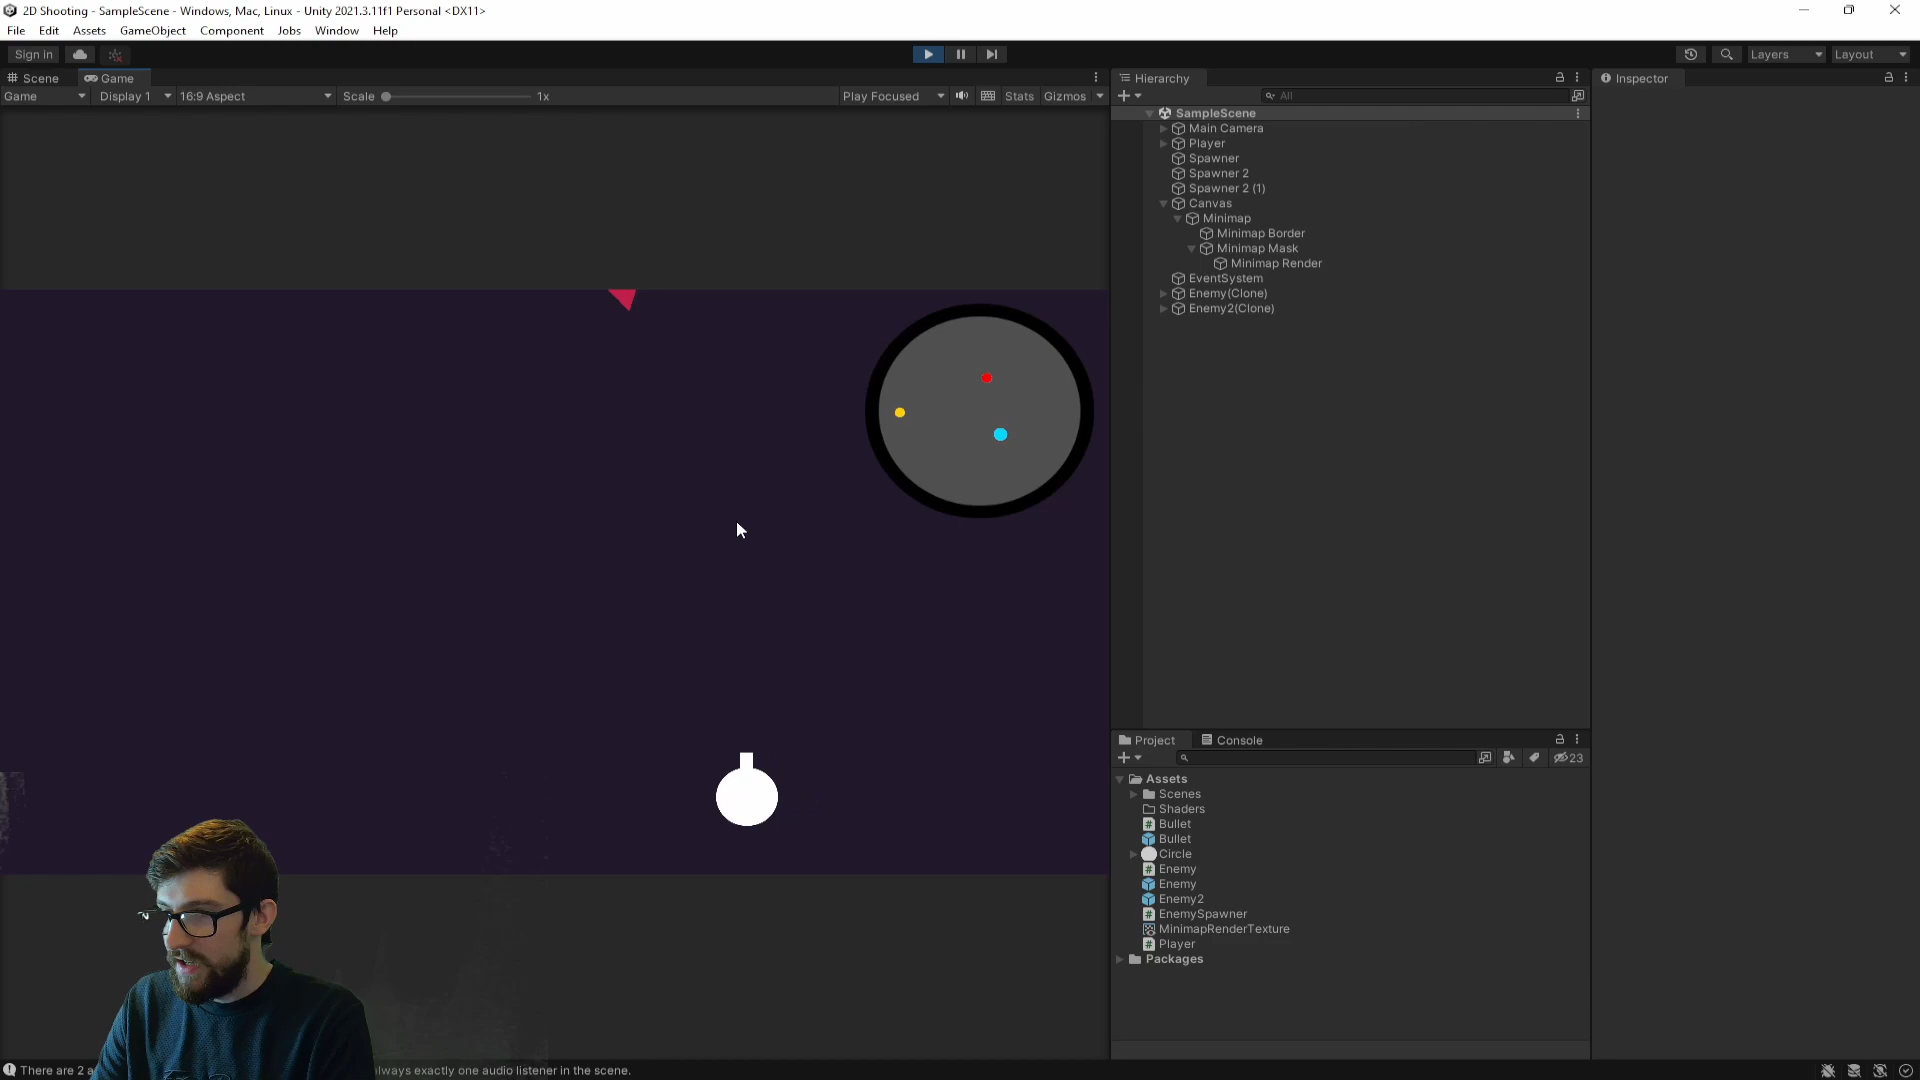 2D Shooting - SampleScene - Windows, Mac, Linux - Unity 2021.3.11f1 Personal <DX11>
File Edit Assets GameObject Component Jobs Window Help
Sign in
Layers Layout
Scene Game
Game Display 1 16:9 Aspect Scale 1x Play Focused Stats Gizmos
Hierarchy
All
SampleScene
Main Camera
Player
Spawner
Spawner 2
Spawner 2 (1)
Canvas
Minimap
Minimap Border
Minimap Mask
Minimap Render
EventSystem
Enemy(Clone)
Enemy2(Clone)
Inspector
Project Console
23
Assets
Scenes
Shaders
Bullet
Bullet
Circle
Enemy
Enemy
Enemy2
EnemySpawner
MinimapRenderTexture
Player
Packages
There are 2 always exactly one audio listener in the scene.